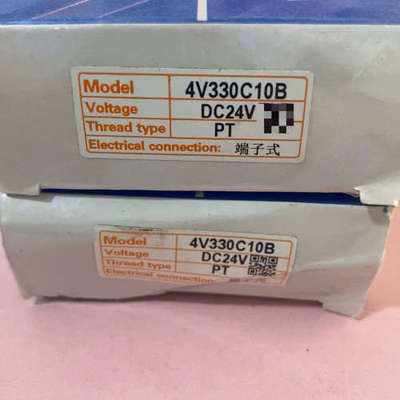 Model 4V330C10B
Voltage DC24V
Thread type PT
Electrical connection: 端子式
Model 4V330C10B
Voltage DC24V
Thread type PT
Electrical connection: